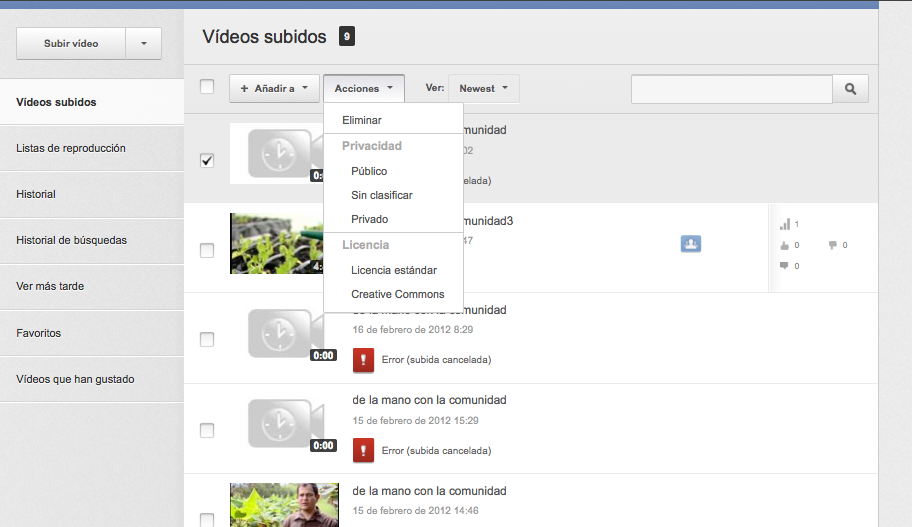 Subir vídeo
Vídeos subidos
Listas de reproducción
Historial
Historial de búsquedas
Ver más tarde
Favoritos
Vídeos que han gustado
Vídeos subidos 9
+ Añadir a
Acciones
Ver:
Newest
Eliminar
Privacidad
Público
Sin clasificar
Privado
Licencia
Licencia estándar
Creative Commons
munidad
02
elada)
munidad3
47
1
0
0
0
de la mano con la comunidad
16 de febrero de 2012 8:29
0:00
Error (subida cancelada)
de la mano con la comunidad
15 de febrero de 2012 15:29
0:00
Error (subida cancelada)
de la mano con la comunidad
15 de febrero de 2012 14:46